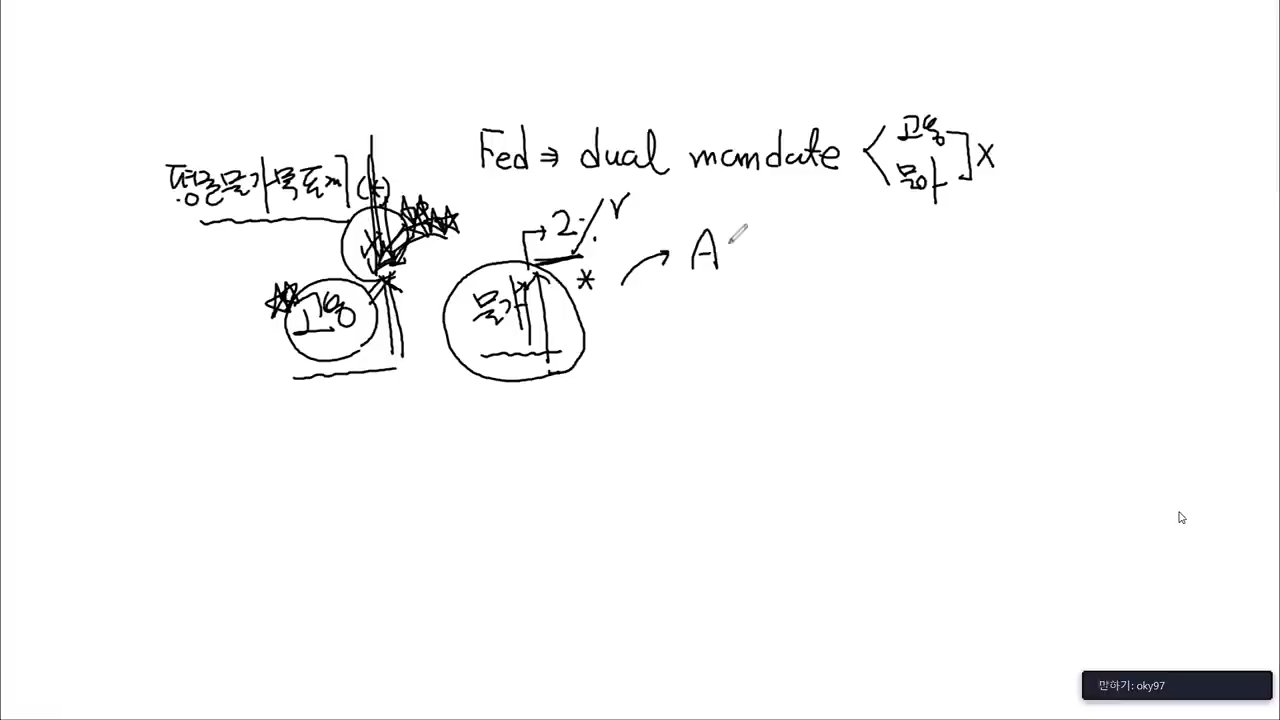 Fed ⇒ dual mandate < 고용 물가 ] X
평균물가목표제 (*)
2. r
고용
물가 *
→ A
말하기: oky97